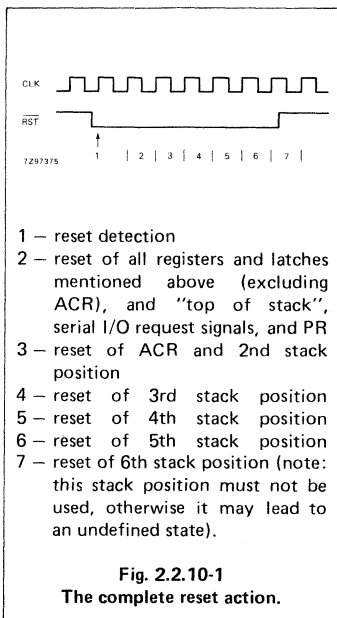 CLK
RST
7Z97375 1 | 2 | 3 | 4 | 5 | 6 | 7 |
1 – reset detection
2 – reset of all registers and latches
mentioned above (excluding
ACR), and "top of stack",
serial I/O request signals, and PR
3 – reset of ACR and 2nd stack
position
4 – reset of 3rd stack position
5 – reset of 4th stack position
6 – reset of 5th stack position
7 – reset of 6th stack position (note:
this stack position must not be
used, otherwise it may lead to
an undefined state).
Fig. 2.2.10-1
The complete reset action.